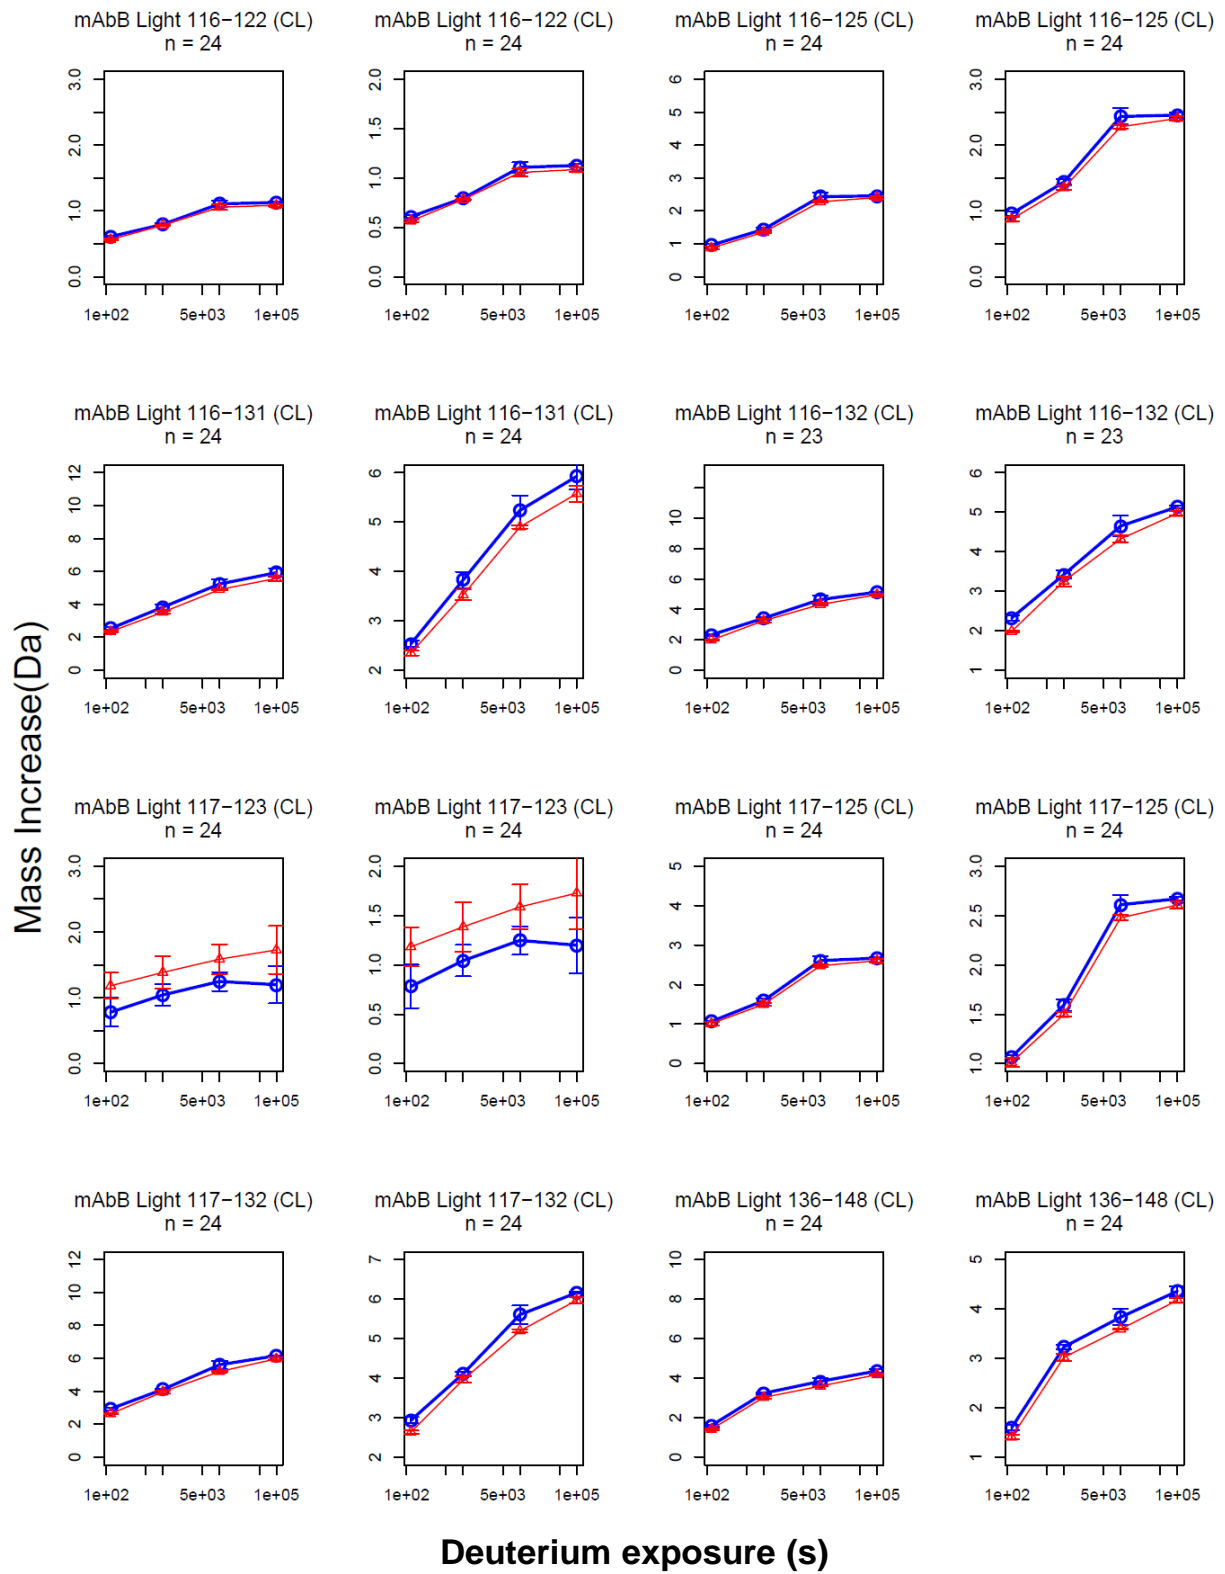 mAbB Light 116−122 (CL)
n = 24
3.0
2.0
1.0
0.0
1e+02 5e+03 1e+05
mAbB Light 116−122 (CL)
n = 24
2.0
1.5
1.0
0.5
0.0
1e+02 5e+03 1e+05
mAbB Light 116−125 (CL)
n = 24
6
5
4
3
2
1
0
1e+02 5e+03 1e+05
mAbB Light 116−125 (CL)
n = 24
3.0
2.0
1.0
0.0
1e+02 5e+03 1e+05
Mass Increase(Da)
mAbB Light 116−131 (CL)
n = 24
12
10
8
6
4
2
0
1e+02 5e+03 1e+05
mAbB Light 116−131 (CL)
n = 24
6
5
4
3
2
1e+02 5e+03 1e+05
mAbB Light 116−132 (CL)
n = 23
10
8
6
4
2
0
1e+02 5e+03 1e+05
mAbB Light 116−132 (CL)
n = 23
6
5
4
3
2
1
1e+02 5e+03 1e+05
mAbB Light 117−123 (CL)
n = 24
3.0
2.0
1.0
0.0
1e+02 5e+03 1e+05
mAbB Light 117−123 (CL)
n = 24
2.0
1.5
1.0
0.5
0.0
1e+02 5e+03 1e+05
mAbB Light 117−125 (CL)
n = 24
5
4
3
2
1
0
1e+02 5e+03 1e+05
mAbB Light 117−125 (CL)
n = 24
3.0
2.5
2.0
1.5
1.0
1e+02 5e+03 1e+05
mAbB Light 117−132 (CL)
n = 24
12
10
8
6
4
2
0
1e+02 5e+03 1e+05
mAbB Light 117−132 (CL)
n = 24
7
6
5
4
3
2
1e+02 5e+03 1e+05
mAbB Light 136−148 (CL)
n = 24
10
8
6
4
2
0
1e+02 5e+03 1e+05
mAbB Light 136−148 (CL)
n = 24
5
4
3
2
1
1e+02 5e+03 1e+05
Deuterium exposure (s)